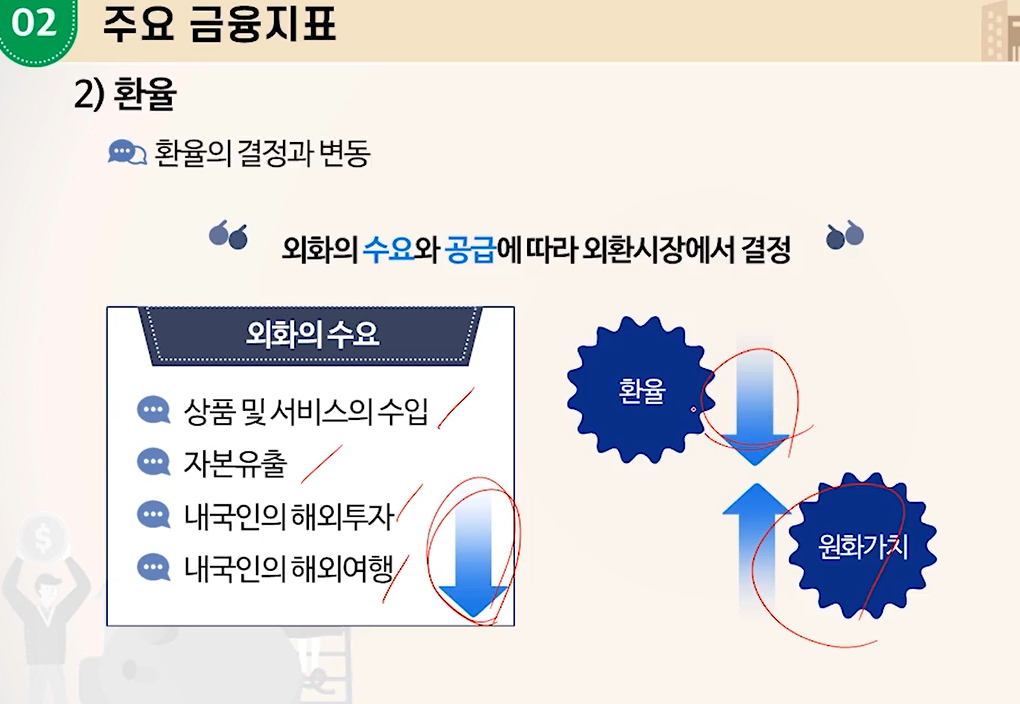 02 주요 금융지표
2) 환율
환율의 결정과 변동
외화의 수요와 공급에 따라 외환시장에서 결정
외화의 수요
상품 및 서비스의 수입
자본유출
내국인의 해외투자
내국인의 해외여행
환율
원화가치
$